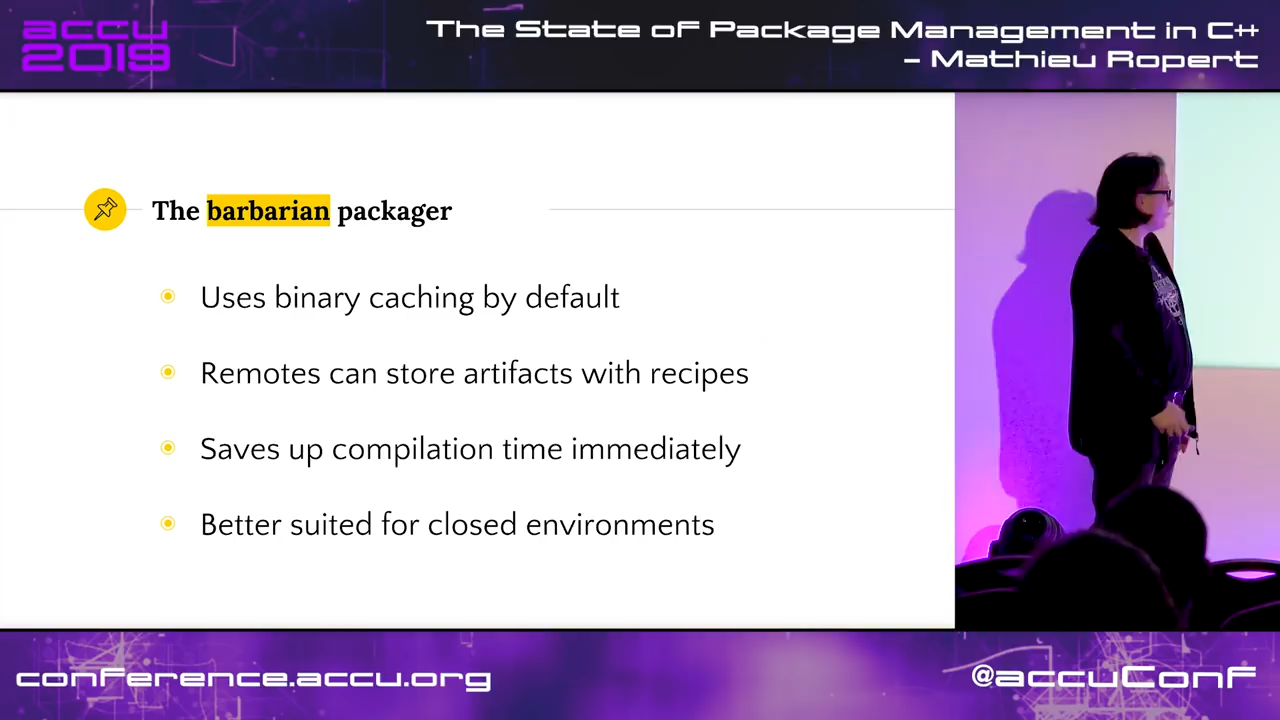 accu
2019
The State of Package Management in C++
– Mathieu Ropert
The barbarian packager
Uses binary caching by default
Remotes can store artifacts with recipes
Saves up compilation time immediately
Better suited for closed environments
conference.accu.org
@accuConf